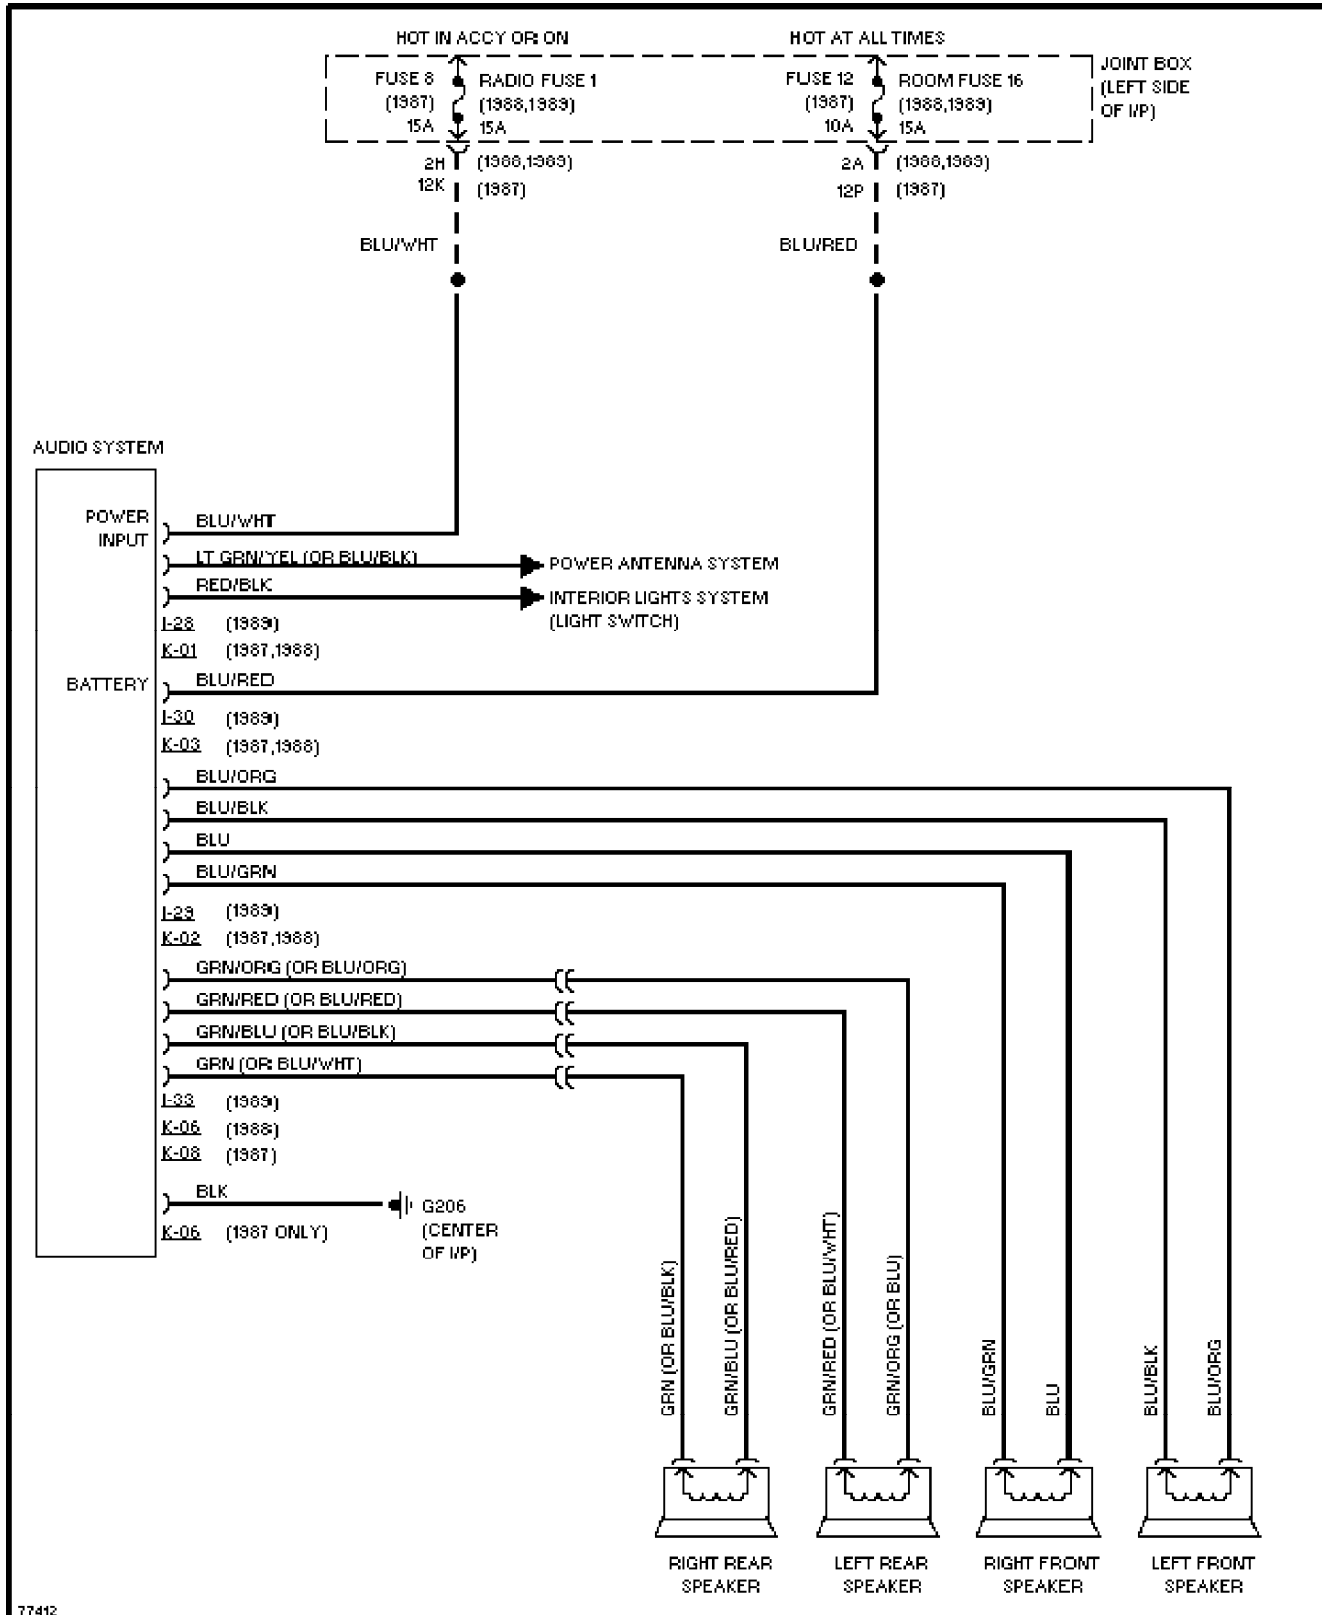 HOT IN ACCY OR ON
HOT AT ALL TIMES
FUSE 8
(1987)
15A
RADIO FUSE 1
(1988,1989)
15A
FUSE 12
(1987)
10A
ROOM FUSE 16
(1988,1989)
15A
JOINT BOX
(LEFT SIDE
OF I/P)
2H (1988,1989)
12K (1987)
2A (1988,1989)
12P (1987)
BLU/WHT
BLU/RED
AUDIO SYSTEM
POWER
INPUT
BLU/WHT
LT GRN/YEL (OR BLU/BLK)
POWER ANTENNA SYSTEM
RED/BLK
INTERIOR LIGHTS SYSTEM
(LIGHT SWITCH)
I-28 (1989)
K-01 (1987,1988)
BATTERY
BLU/RED
I-30 (1989)
K-03 (1987,1988)
BLU/ORG
BLU/BLK
BLU
BLU/GRN
I-29 (1989)
K-02 (1987,1988)
GRN/ORG (OR BLU/ORG)
GRN/RED (OR BLU/RED)
GRN/BLU (OR BLU/BLK)
GRN (OR BLU/WHT)
I-33 (1989)
K-06 (1988)
K-08 (1987)
BLK
G206
(CENTER
OF I/P)
K-06 (1987 ONLY)
GRN (OR BLU/BLK)
GRN/BLU (OR BLU/RED)
GRN/RED (OR BLU/WHT)
GRN/ORG (OR BLU)
BLU/GRN
BLU
BLU/BLK
BLU/ORG
RIGHT REAR
SPEAKER
LEFT REAR
SPEAKER
RIGHT FRONT
SPEAKER
LEFT FRONT
SPEAKER
77412